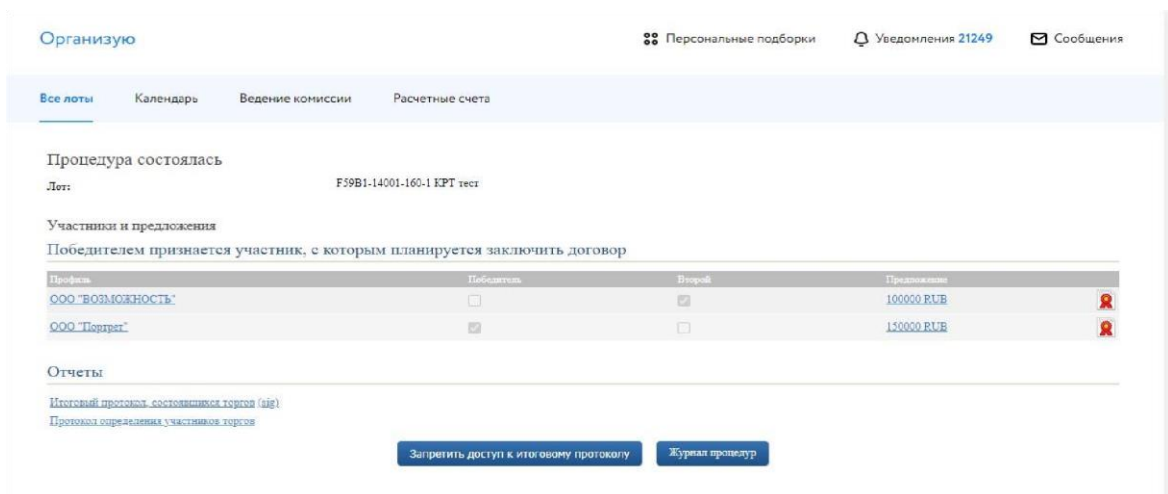 Организую Персональные подборки Уведомления 21249 Сообщения
Все лоты Календарь Ведение комиссии Расчетные счета
Процедура состоялась
Лот: F59B1-14001-160-1 КРТ тест
Участники и предложения
Победителем признается участник, с которым планируется заключить договор
Профиль Победитель Второй Предложение
ООО "ВОЗМОЖНОСТЬ" 100000 RUB
ООО "Портрет" 150000 RUB
Отчеты
Итоговый протокол, состоявшихся торгов (sig)
Протокол определения участников торгов
Запретить доступ к итоговому протоколу Журнал процедур